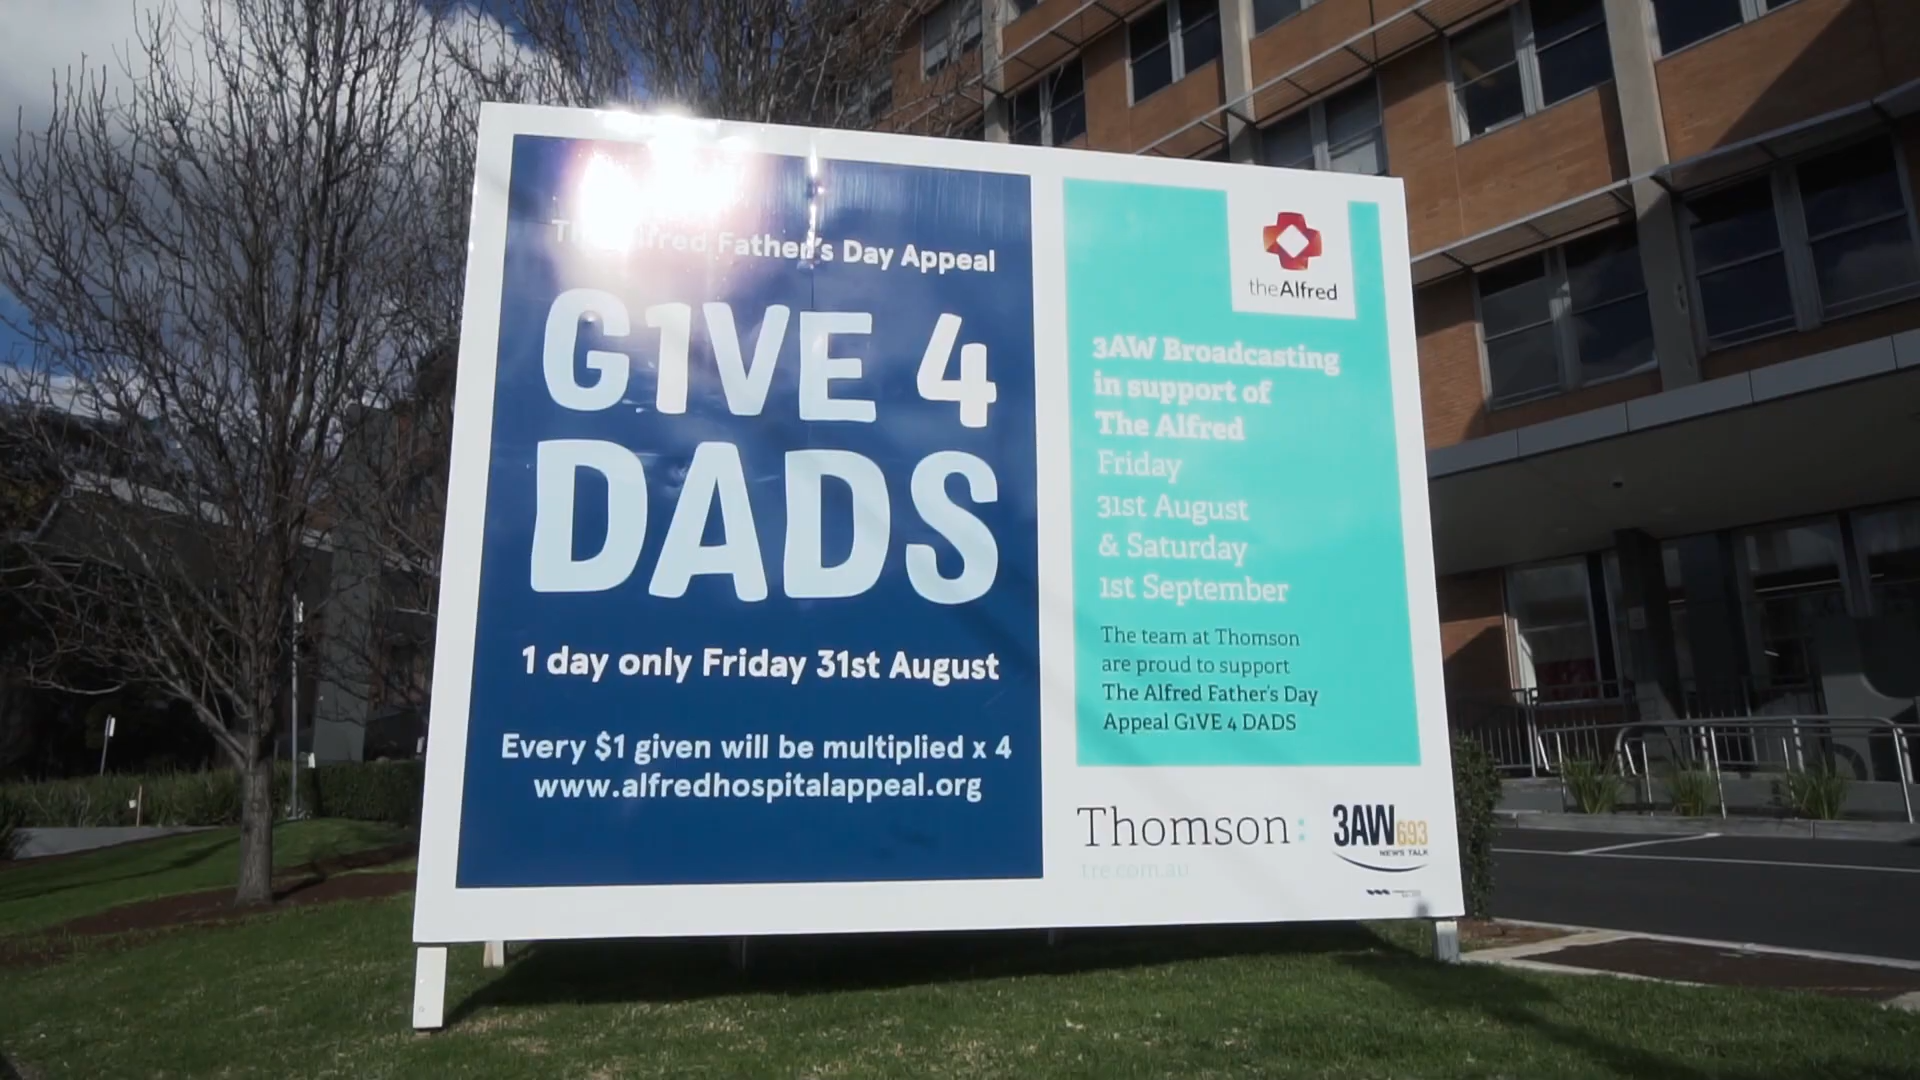 The Alfred Father's Day Appeal
G1VE 4
DADS
1 day only Friday 31st August
Every $1 given will be multiplied x 4
www.alfredhospitalappeal.org
theAlfred
3AW Broadcasting
in support of
The Alfred
Friday
31st August
& Saturday
1st September
The team at Thomson
are proud to support
The Alfred Father's Day
Appeal G1VE 4 DADS
Thomson:
tre.com.au
3AW693
NEWS TALK